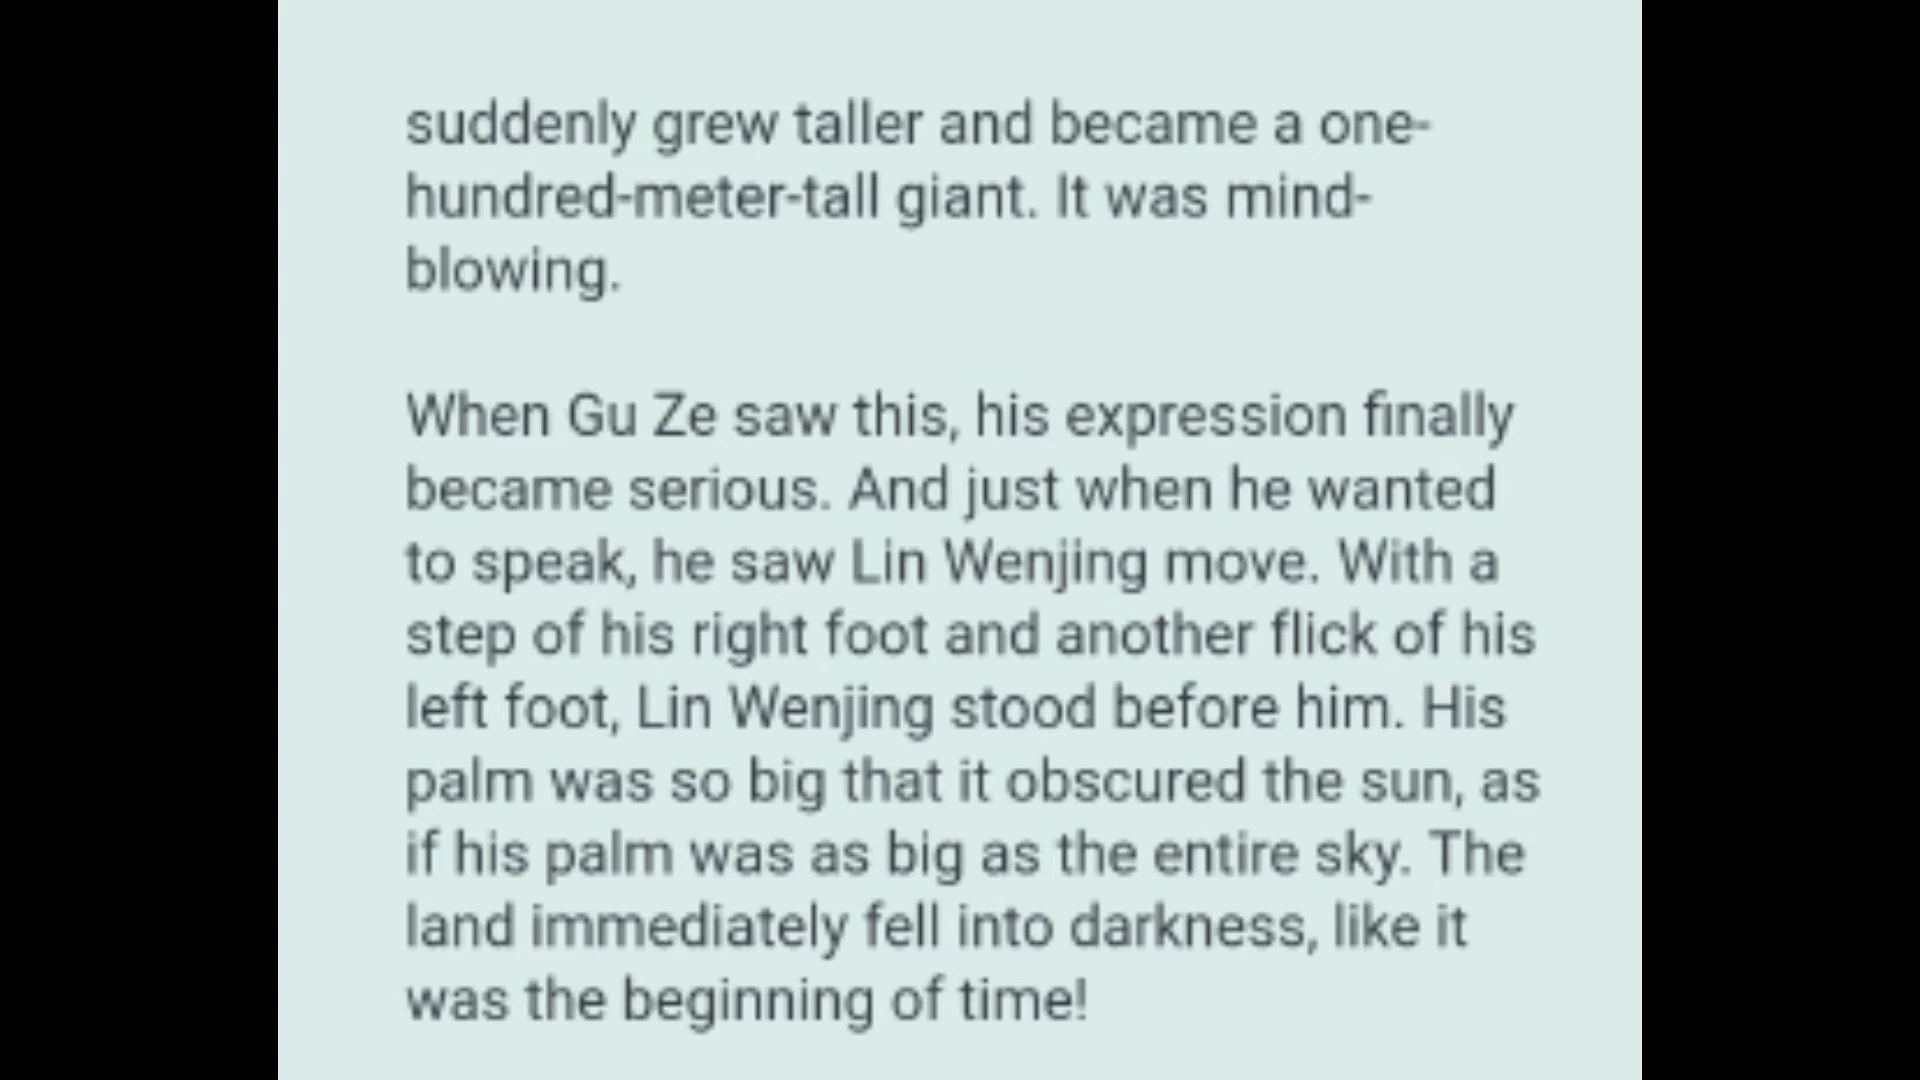 suddenly grew taller and became a one-
hundred-meter-tall giant. It was mind-
blowing.
When Gu Ze saw this, his expression finally
became serious. And just when he wanted
to speak, he saw Lin Wenjing move. With a
step of his right foot and another flick of his
left foot, Lin Wenjing stood before him. His
palm was so big that it obscured the sun, as
if his palm was as big as the entire sky. The
land immediately fell into darkness, like it
was the beginning of time!